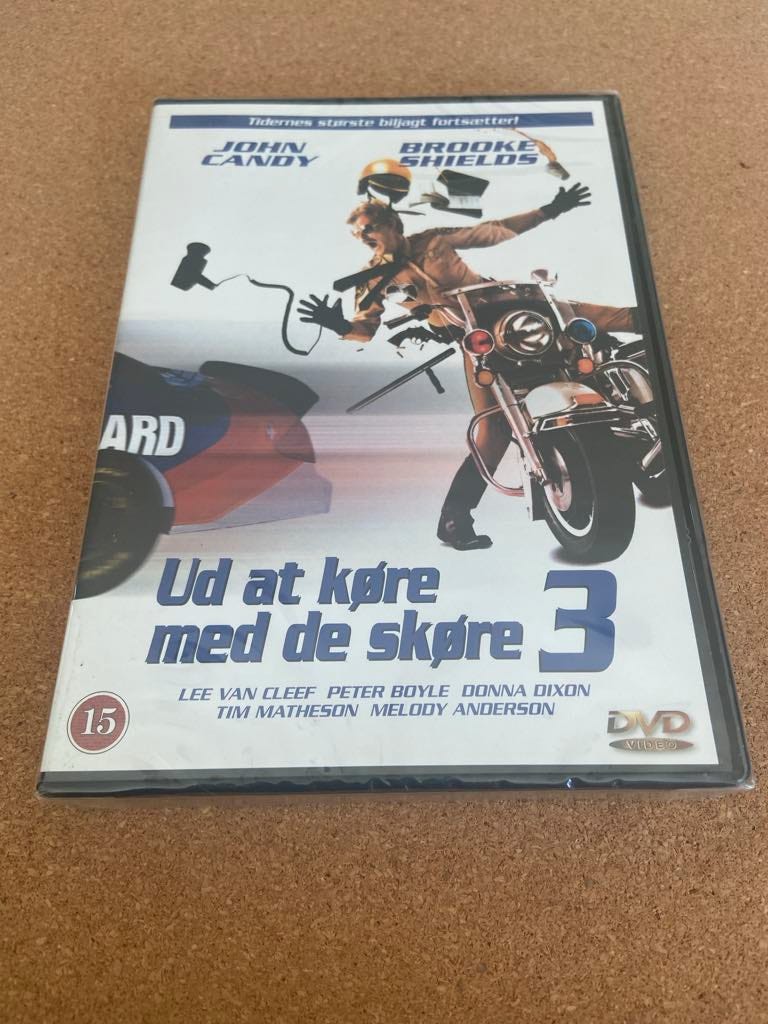 Tidernes største biljagt fortsætter!
JOHN CANDY
BROOKE SHIELDS
ARD
Ud at køre
med de skøre 3
LEE VAN CLEEF PETER BOYLE DONNA DIXON
TIM MATHESON MELODY ANDERSON
15
DVD
VIDEO